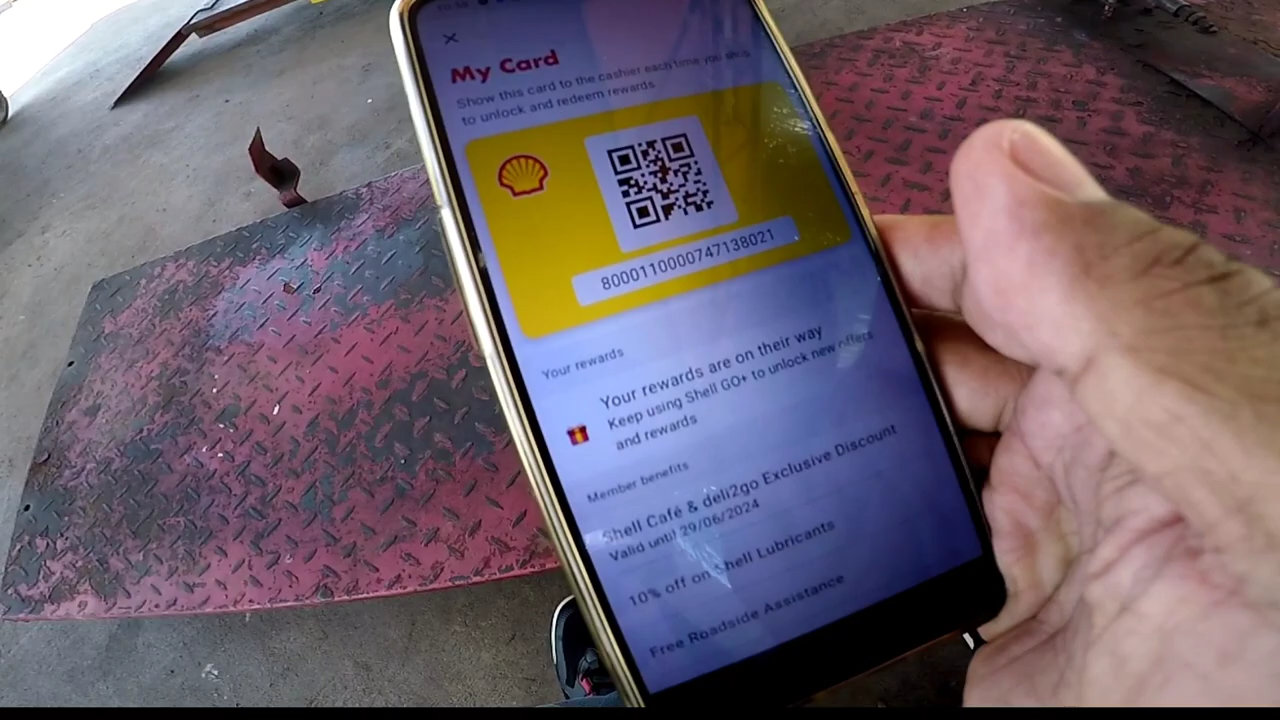 My Card
Show this card to the cashier each time you shop,
to unlock and redeem rewards.
8000110000747138021
Your rewards
Your rewards are on their way
Keep using Shell GO+ to unlock new offers
and rewards
Member benefits
Shell Café & deli2go Exclusive Discount
Valid until 29/06/2024
10% off on Shell Lubricants
Free Roadside Assistance